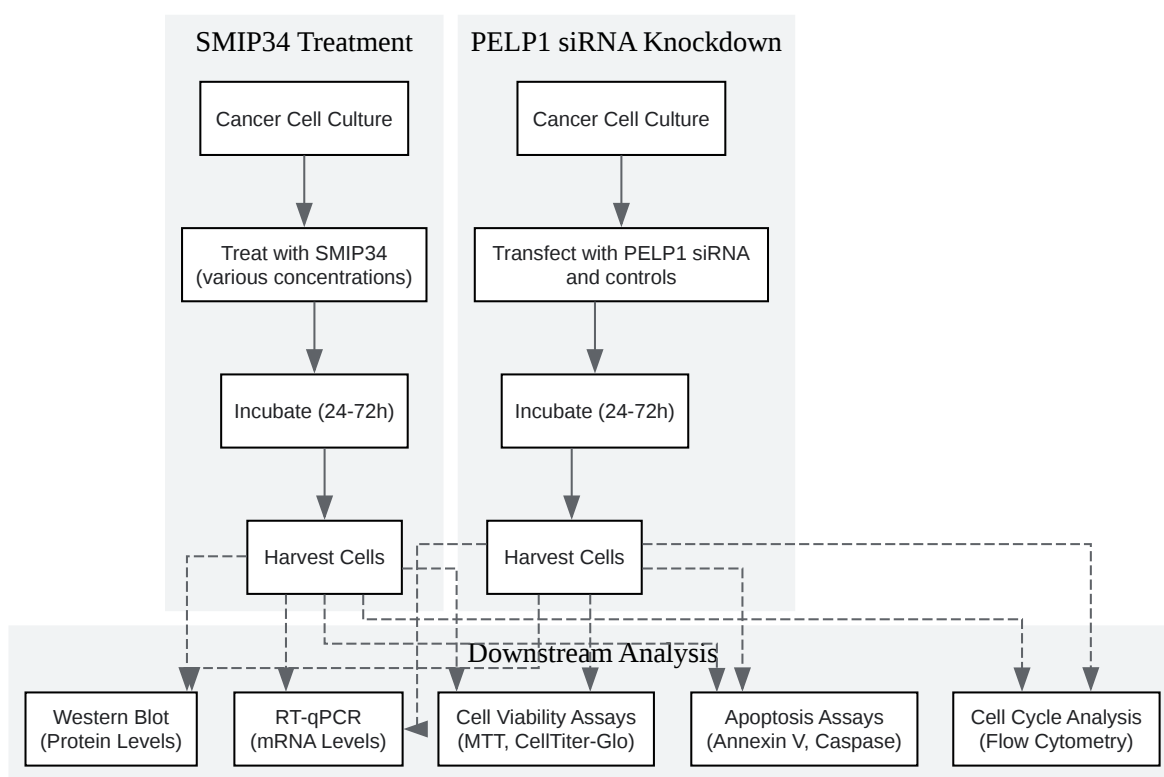 SMIP34 Treatment
Cancer Cell Culture
Treat with SMIP34
(various concentrations)
Incubate (24-72h)
Harvest Cells
PELP1 siRNA Knockdown
Cancer Cell Culture
Transfect with PELP1 siRNA
and controls
Incubate (24-72h)
Harvest Cells
Downstream Analysis
Western Blot
(Protein Levels)
RT-qPCR
(mRNA Levels)
Cell Viability Assays
(MTT, CellTiter-Glo)
Apoptosis Assays
(Annexin V, Caspase)
Cell Cycle Analysis
(Flow Cytometry)